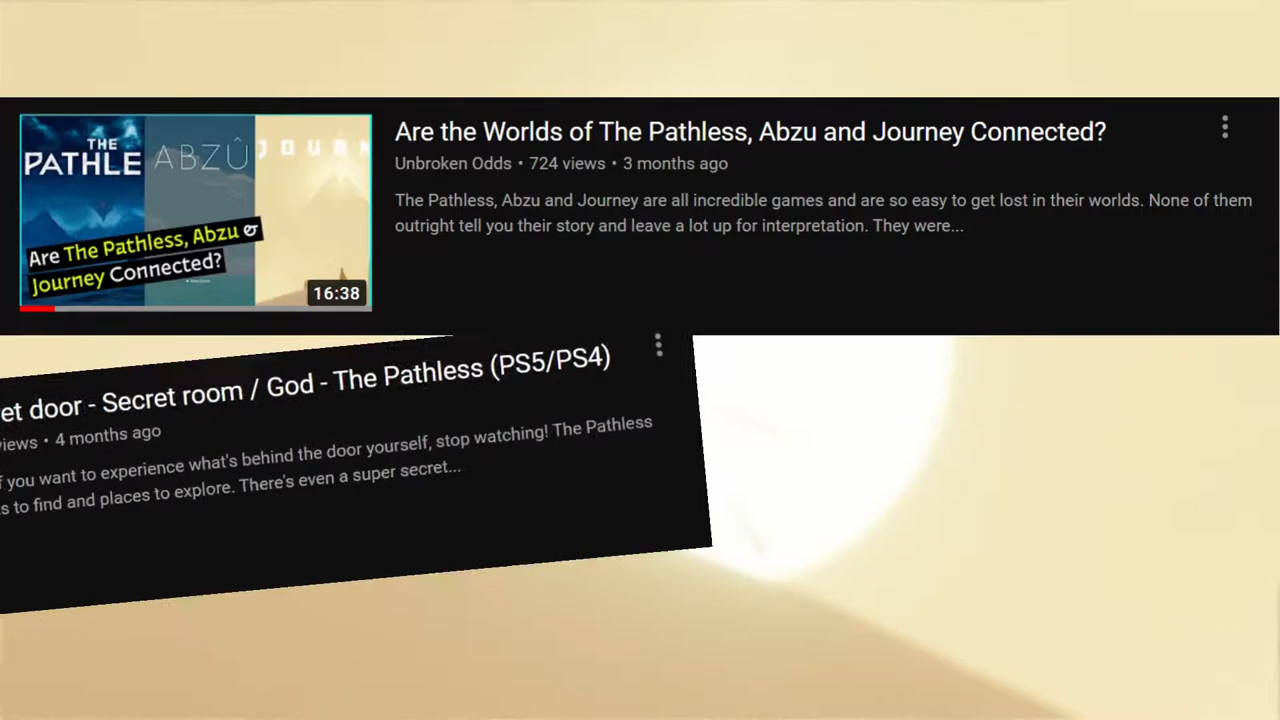 THE
PATHLE
ABZÛ
JOURN
Are The Pathless, Abzu &
Journey Connected?
16:38
Are the Worlds of The Pathless, Abzu and Journey Connected?
Unbroken Odds • 724 views • 3 months ago
The Pathless, Abzu and Journey are all incredible games and are so easy to get lost in their worlds. None of them
outright tell you their story and leave a lot up for interpretation. They were...
et door - Secret room / God - The Pathless (PS5/PS4)
views • 4 months ago
f you want to experience what's behind the door yourself, stop watching! The Pathless
s to find and places to explore. There's even a super secret...